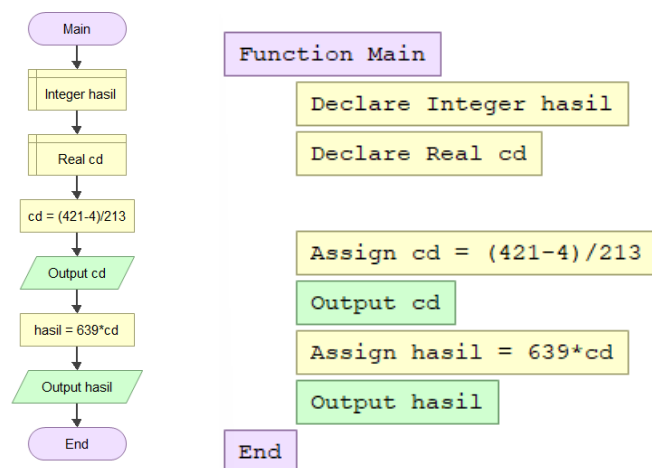 Main
Integer hasil
Real cd
cd = (421-4)/213
Output cd
hasil = 639*cd
Output hasil
End
Function Main
Declare Integer hasil
Declare Real cd
Assign cd = (421-4)/213
Output cd
Assign hasil = 639*cd
Output hasil
End